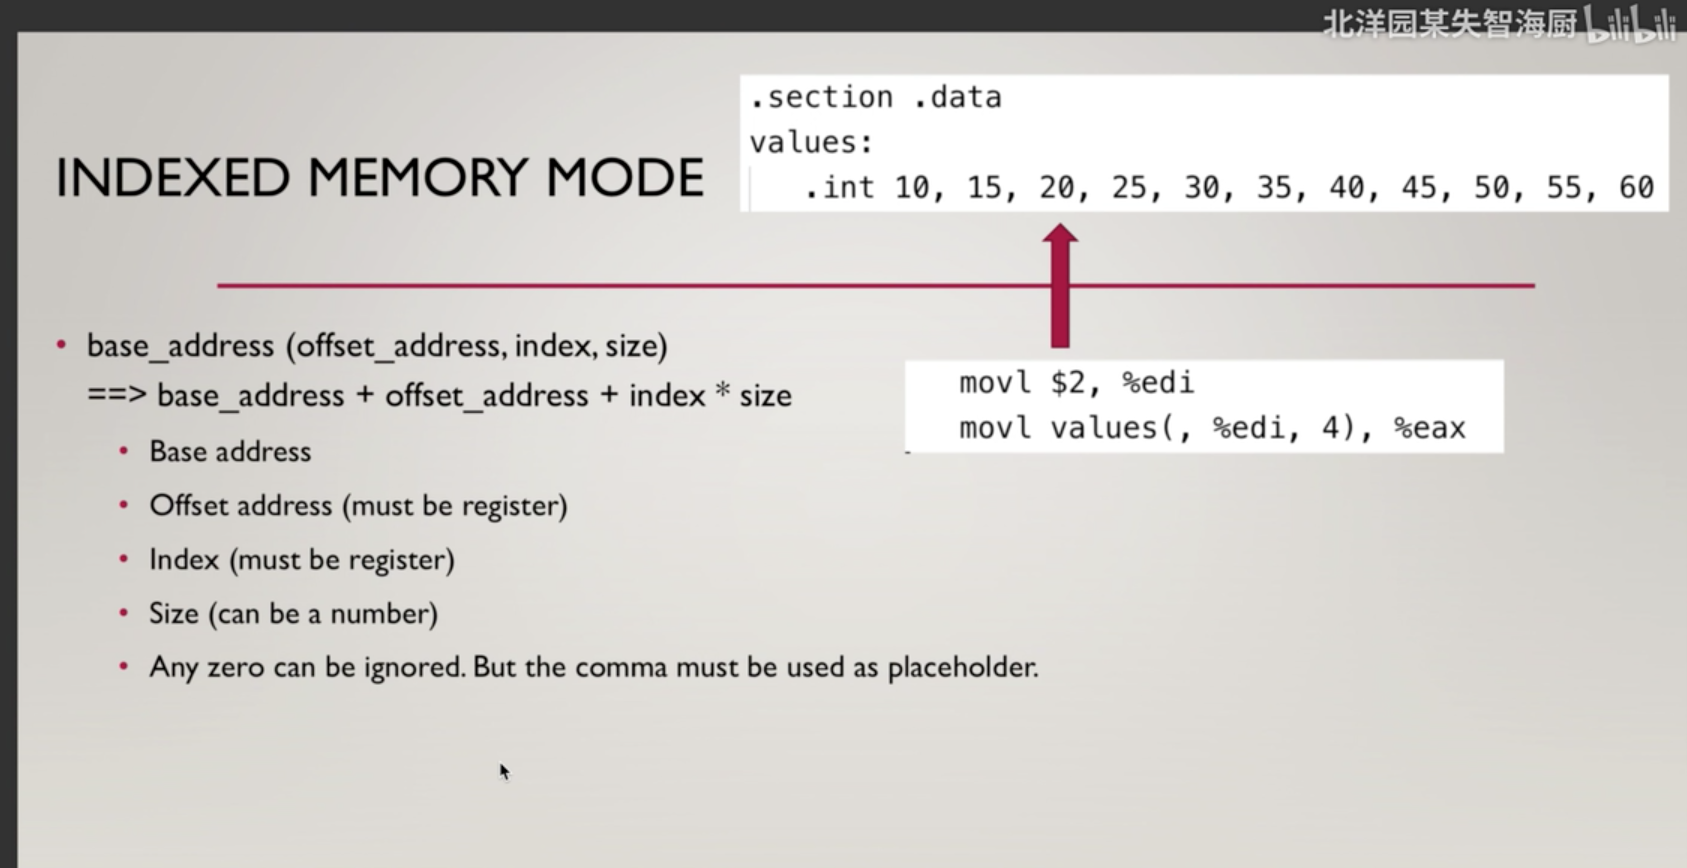 北洋园某失智海厨 bilibili
.section .data
values:
.int 10, 15, 20, 25, 30, 35, 40, 45, 50, 55, 60
INDEXED MEMORY MODE
• base_address (offset_address, index, size)
==> base_address + offset_address + index * size
movl $2, %edi
movl values(, %edi, 4), %eax
• Base address
• Offset address (must be register)
• Index (must be register)
• Size (can be a number)
• Any zero can be ignored. But the comma must be used as placeholder.